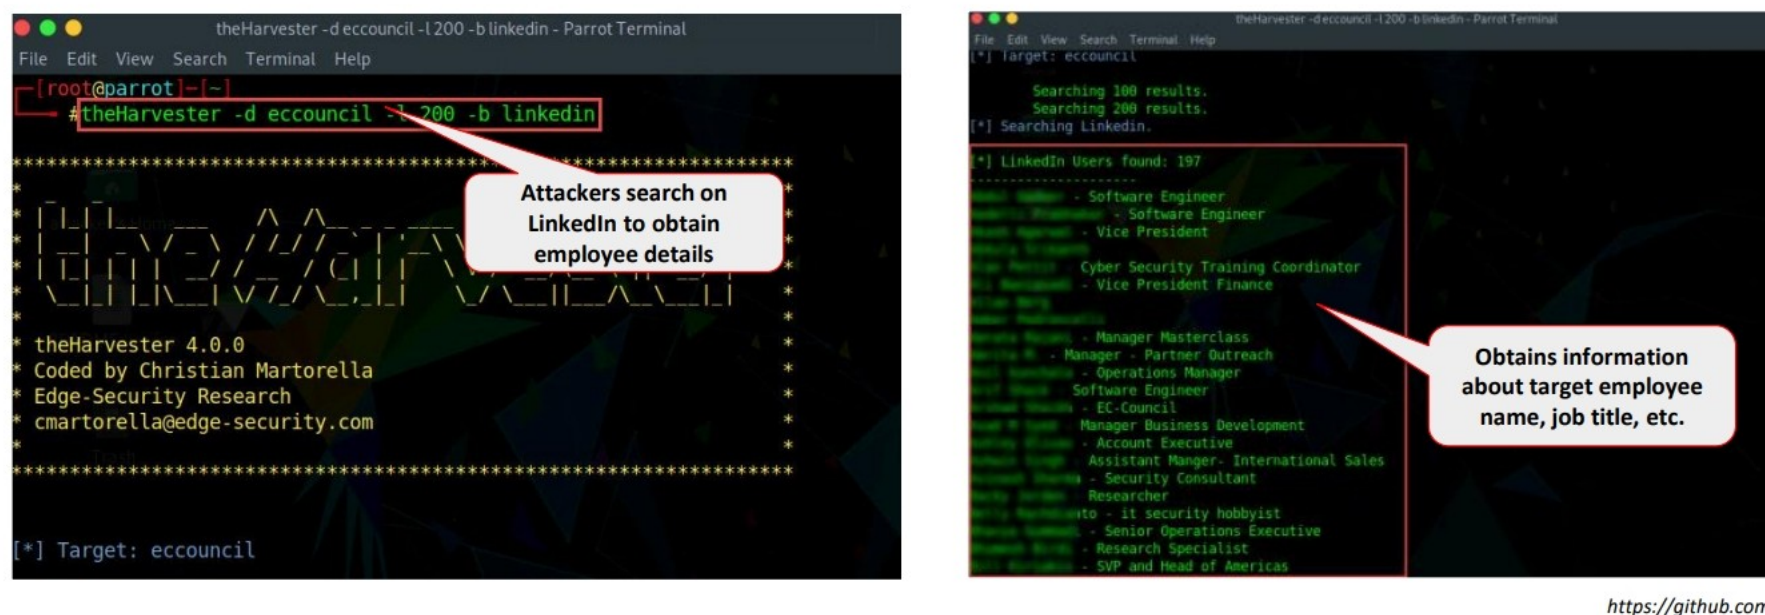 theHarvester -d eccouncil -l 200 -b linkedin - Parrot Terminal
File Edit View Search Terminal Help
[root@parrot]-[~]
#theHarvester -d eccouncil -l 200 -b linkedin
Attackers search on
LinkedIn to obtain
employee details
theHarvester
* theHarvester 4.0.0 *
* Coded by Christian Martorella *
* Edge-Security Research *
* cmartorella@edge-security.com *
[*] Target: eccouncil
theHarvester -d eccouncil -l 200 -b linkedin - Parrot Terminal
File Edit View Search Terminal Help
[*] Target: eccouncil
Searching 100 results.
Searching 200 results.
[*] Searching Linkedin.
[*] LinkedIn Users found: 197
---------------------
- Software Engineer
- Software Engineer
- Vice President
Cyber Security Training Coordinator
- Vice President Finance
- Manager Masterclass
- Manager - Partner Outreach
- Operations Manager
Software Engineer
- EC-Council
Manager Business Development
- Account Executive
Assistant Manger- International Sales
- Security Consultant
Researcher
- it security hobbyist
- Senior Operations Executive
- Research Specialist
- SVP and Head of Americas
Obtains information
about target employee
name, job title, etc.
https://github.com